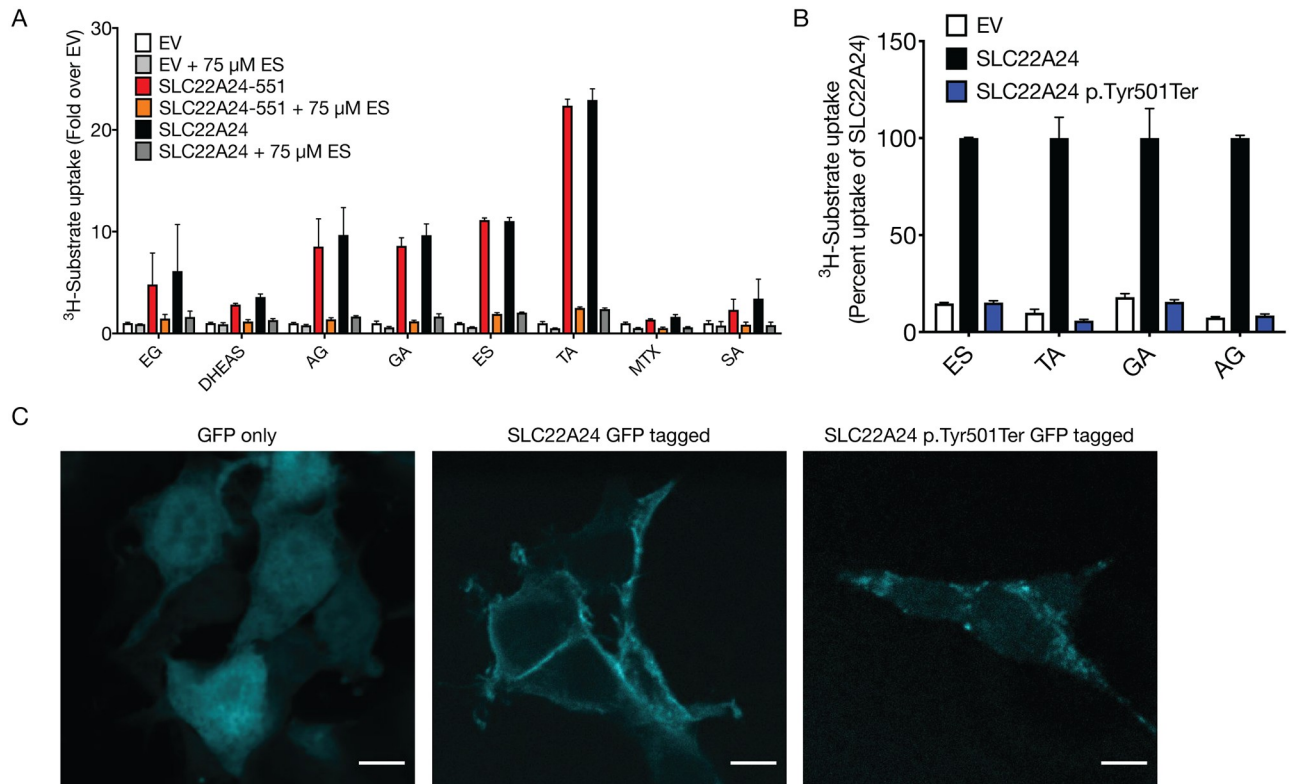 A
³H-Substrate uptake (Fold over EV)
30
20
10
0
EV
EV + 75 µM ES
SLC22A24-551
SLC22A24-551 + 75 µM ES
SLC22A24
SLC22A24 + 75 µM ES
EG
DHEAS
AG
GA
ES
TA
MTX
SA
B
³H-Substrate uptake
(Percent uptake of SLC22A24)
150
100
50
0
EV
SLC22A24
SLC22A24 p.Tyr501Ter
ES
TA
GA
AG
C
GFP only
SLC22A24 GFP tagged
SLC22A24 p.Tyr501Ter GFP tagged